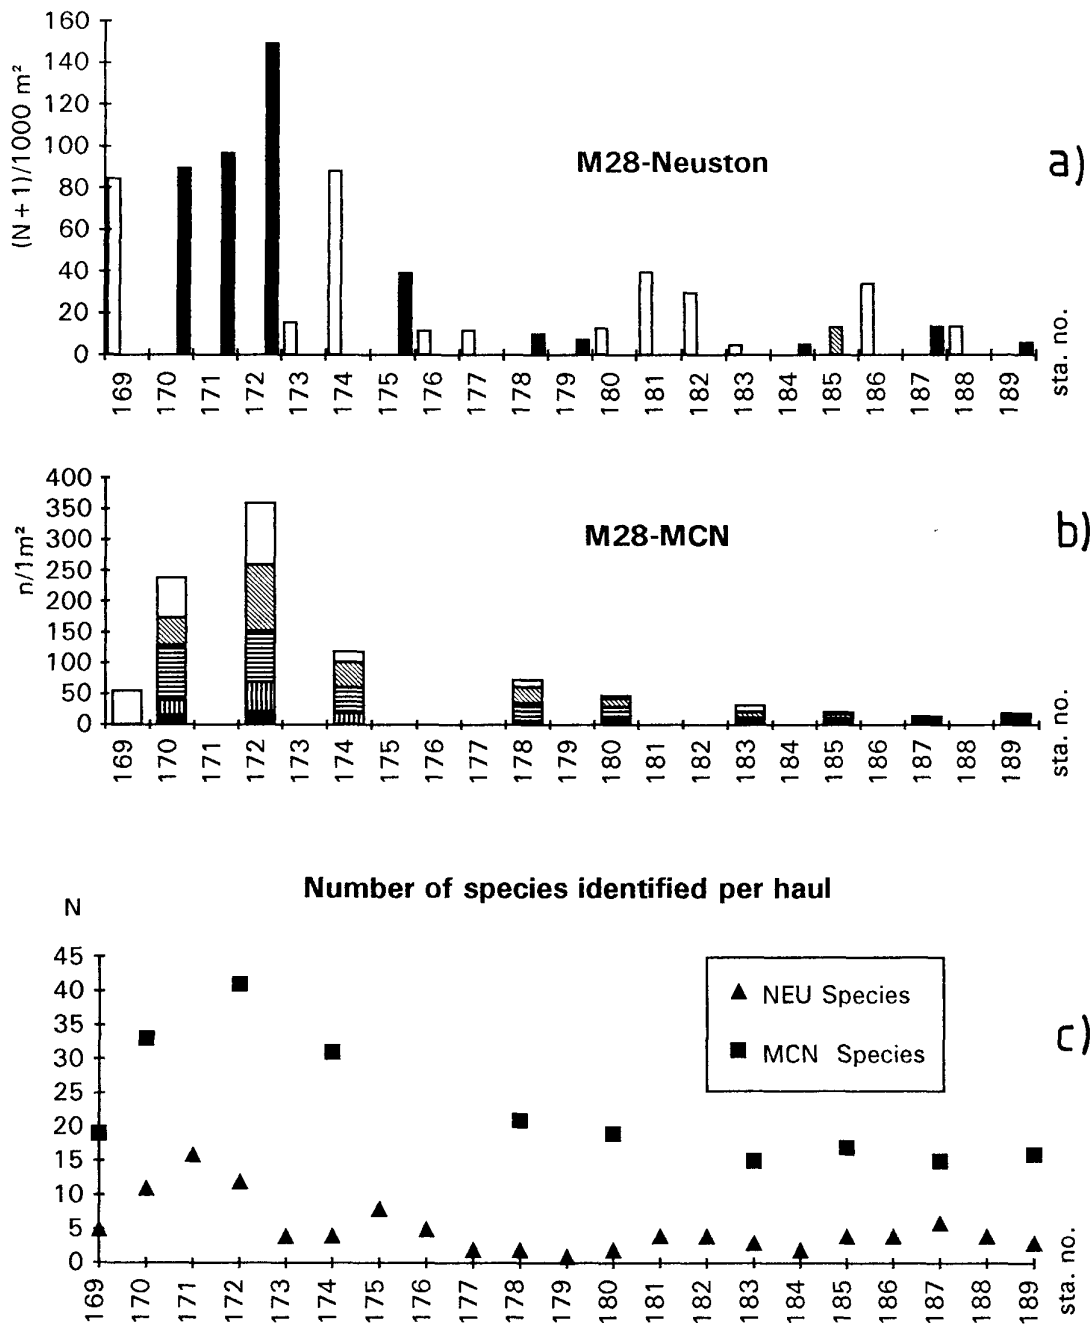 160
140
120
100
80
60
40
20
0
(N + 1)/1000 m²
M28-Neuston
a)
169 170 171 172 173 174 175 176 177 178 179 180 181 182 183 184 185 186 187 188 189
sta. no.
400
350
300
250
200
150
100
50
0
n/1m²
M28-MCN
b)
169 170 171 172 173 174 175 176 177 178 179 180 181 182 183 184 185 186 187 188 189
sta. no.
Number of species identified per haul
N
45
40
35
30
25
20
15
10
5
0
NEU Species
MCN Species
c)
169 170 171 172 173 174 175 176 177 178 179 180 181 182 183 184 185 186 187 188 189
sta. no.